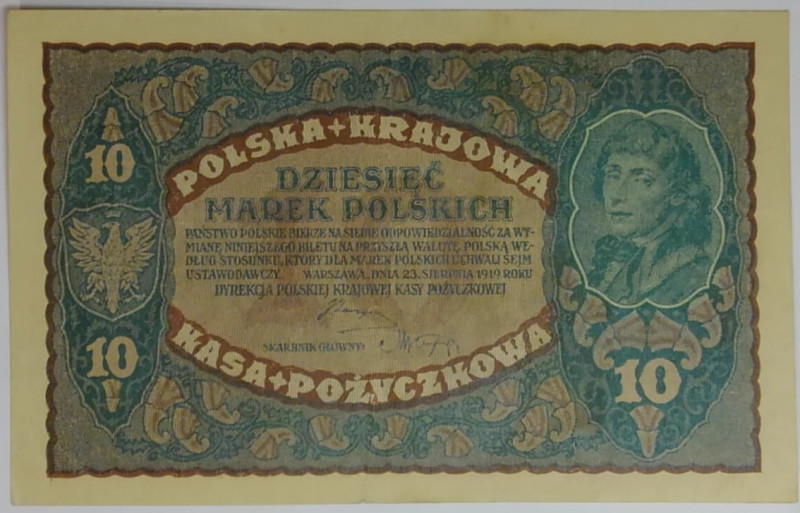 POLSKA + KRAJOWA
10
DZIESIĘĆ
MAREK POLSKICH
PAŃSTWO POLSKIE BIERZE NA SIEBIE ODPOWIEDZIALNOŚĆ ZA WY-
MIANĘ NINIEJSZEGO BILETU NA PRZYSZŁĄ WALUTĘ POLSKĄ WE-
DŁUG STOSUNKU, KTÓRY DLA MAREK POLSKICH UCHWALI SEJM
USTAWODAWCZY. WARSZAWA, DNIA 23. SIERPNIA 1919 ROKU
DYREKCJA POLSKIEJ KRAJOWEJ KASY POŻYCZKOWEJ
SKARBNIK GŁÓWNY:
10
KASA + POŻYCZKOWA
10